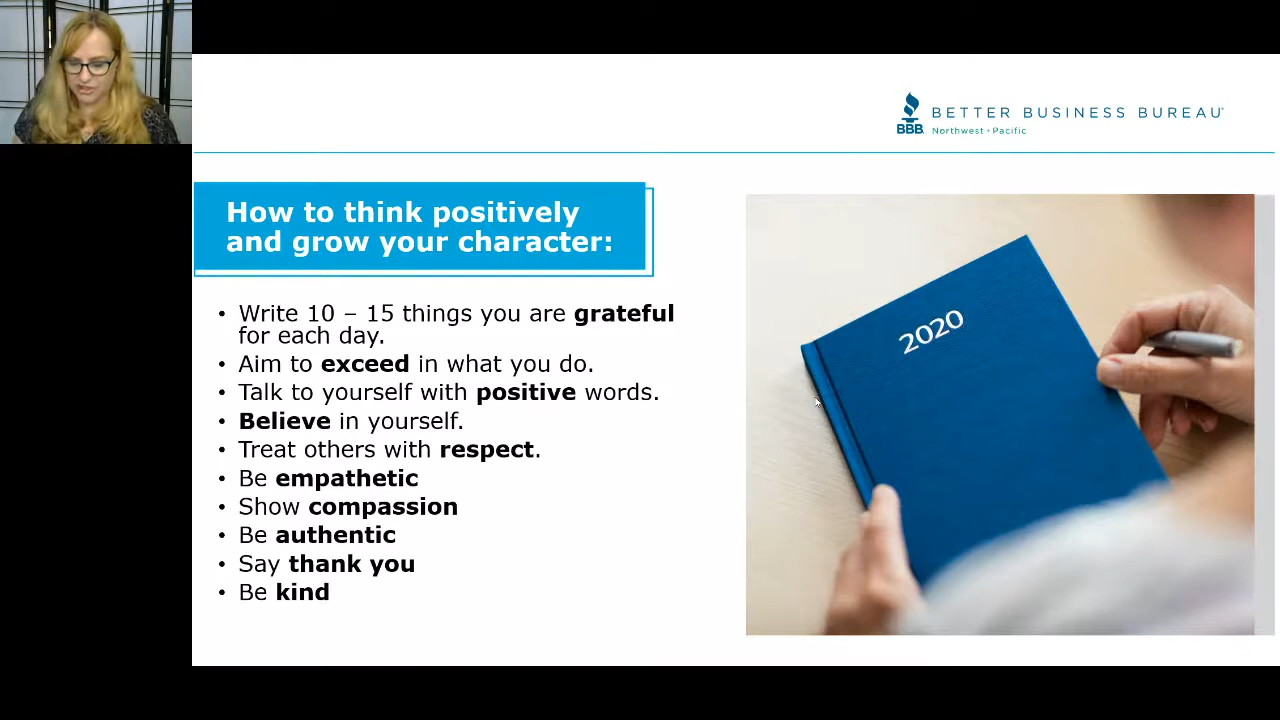 BETTER BUSINESS BUREAU
BBB
Northwest + Pacific
How to think positively
and grow your character:
• Write 10 – 15 things you are grateful
for each day.
• Aim to exceed in what you do.
• Talk to yourself with positive words.
• Believe in yourself.
• Treat others with respect.
• Be empathetic
• Show compassion
• Be authentic
• Say thank you
• Be kind
2020